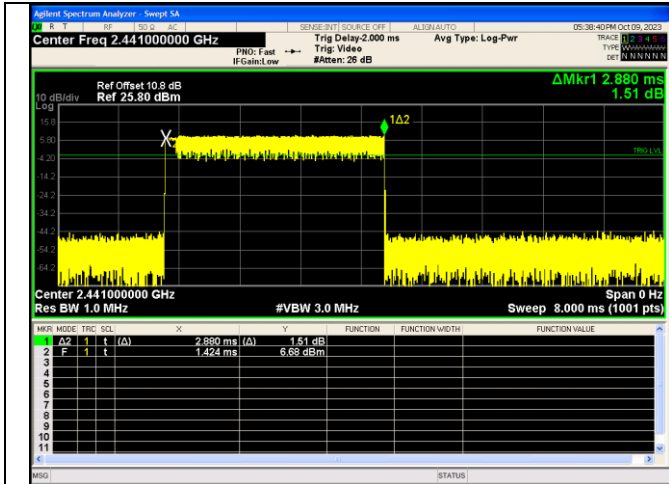 Agilent Spectrum Analyzer - Swept SA
R T RF 50 Ω AC SENSE:INT SOURCE OFF ALIGNAUTO 05:38:40PM Oct 09, 2023
Center Freq 2.441000000 GHz
PNO: Fast
IFGain:Low
Trig Delay-2.000 ms
Trig: Video
#Atten: 26 dB
Avg Type: Log-Pwr
TRACE 1 2 3 4 5 6
TYPE WWWWWW
DET N N N N N N
ΔMkr1 2.880 ms
1.51 dB
Ref Offset 10.8 dB
10 dB/div Ref 25.80 dBm
Log
15.8
5.80
-4.20
-14.2
-24.2
-34.2
-44.2
-54.2
-64.2
1Δ2
TRIG LVL
X2
Center 2.441000000 GHz Span 0 Hz
Res BW 1.0 MHz #VBW 3.0 MHz Sweep 8.000 ms (1001 pts)
MKR MODE TRC SCL X Y FUNCTION FUNCTION WIDTH FUNCTION VALUE
1 Δ2 1 t (Δ) 2.880 ms (Δ) 1.51 dB
2 F 1 t 1.424 ms 6.68 dBm
3
4
5
6
7
8
9
10
11
MSG STATUS